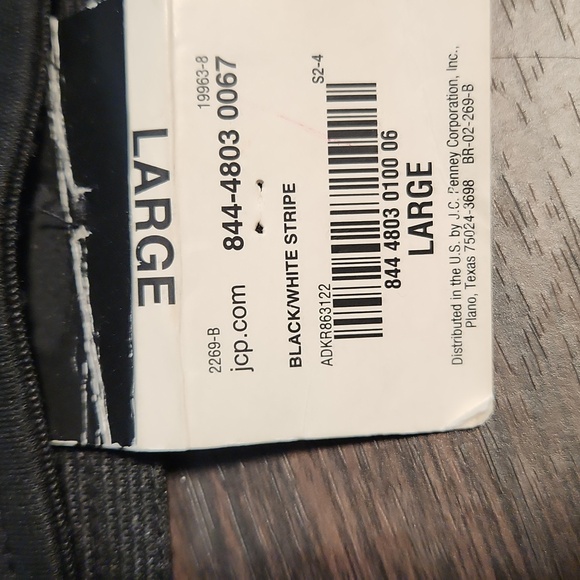 LARGE
19963-8
844-4803 0067
2269-B
jcp.com
BLACK/WHITE STRIPE
S2-4
ADKR863122
844 4803 0100 06
LARGE
Distributed in the U.S. by J.C. Penney Corporation, Inc.,
Plano, Texas 75024-3698 BR-02-269-B